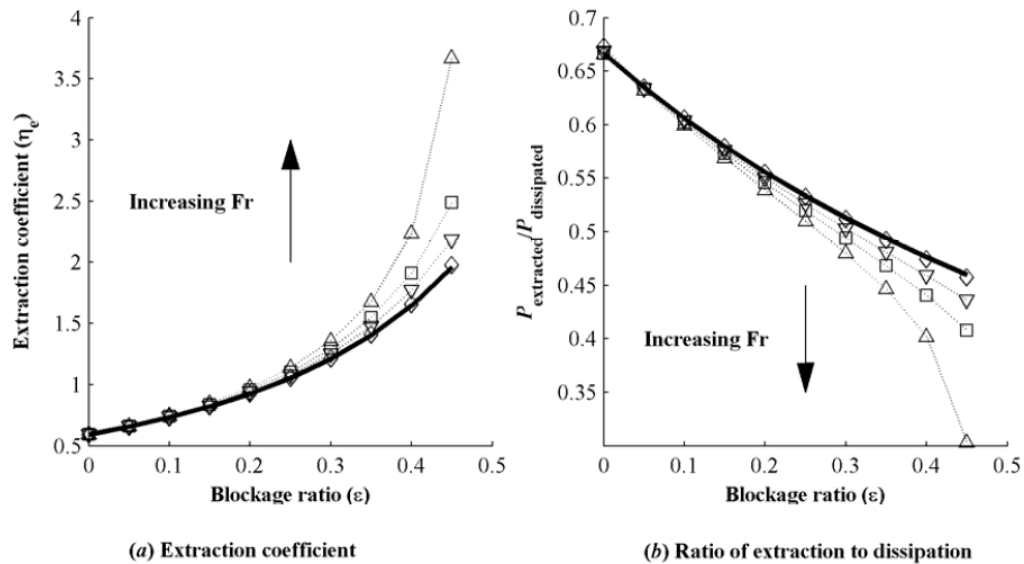 4
3.5
3
2.5
2
1.5
1
0.5
Extraction coefficient (ηe)
Increasing Fr
0 0.1 0.2 0.3 0.4 0.5
Blockage ratio (ε)
(a) Extraction coefficient
0.7
0.65
0.6
0.55
0.5
0.45
0.4
0.35
Pextracted/Pdissipated
Increasing Fr
0 0.1 0.2 0.3 0.4 0.5
Blockage ratio (ε)
(b) Ratio of extraction to dissipation